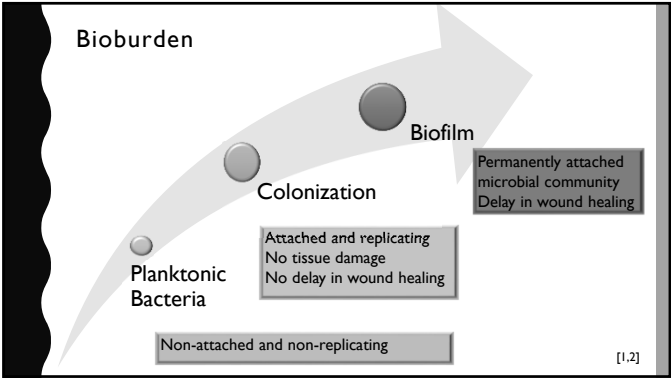 Bioburden
Biofilm
Permanently attached
microbial community
Delay in wound healing
Colonization
Attached and replicating
No tissue damage
No delay in wound healing
Planktonic
Bacteria
Non-attached and non-replicating
[1,2]